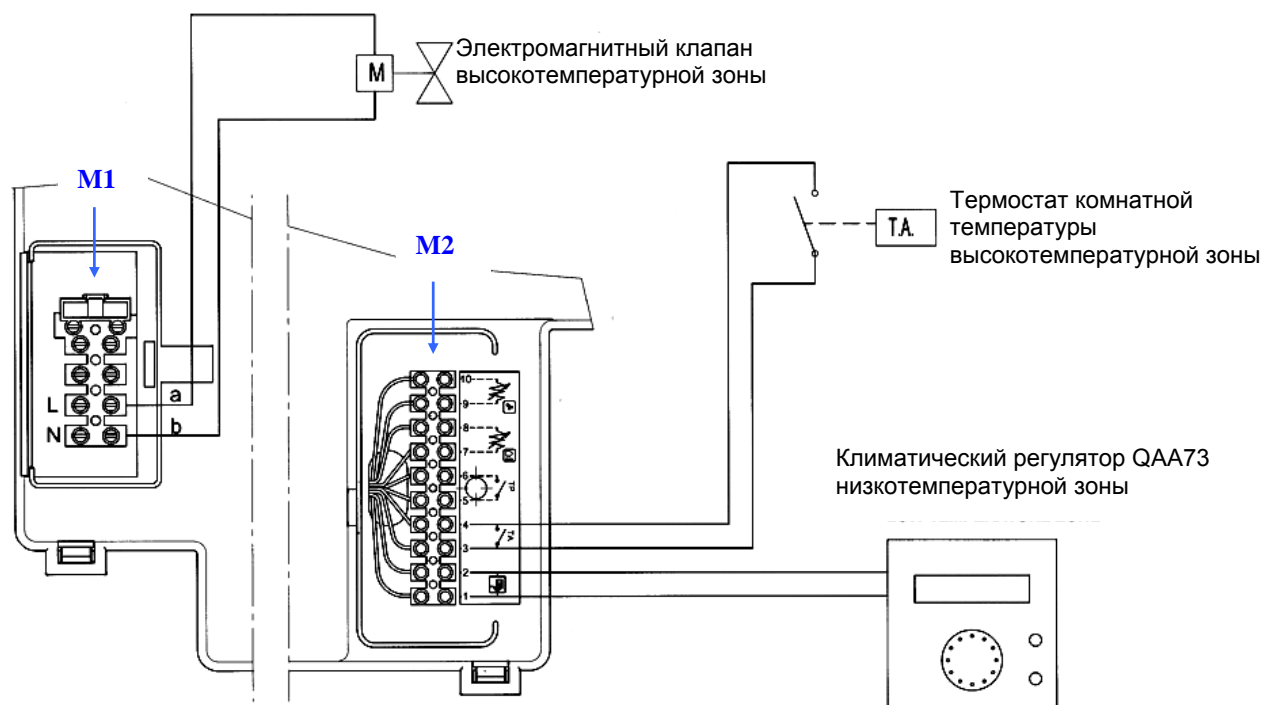 Электромагнитный клапан
высокотемпературной зоны
M
M1
Термостат комнатной
температуры
высокотемпературной зоны
T.A.
M2
a
L
b
N
10
9
8
7
6
5
4
3
2
1
TP
TA
Климатический регулятор QAA73
низкотемпературной зоны